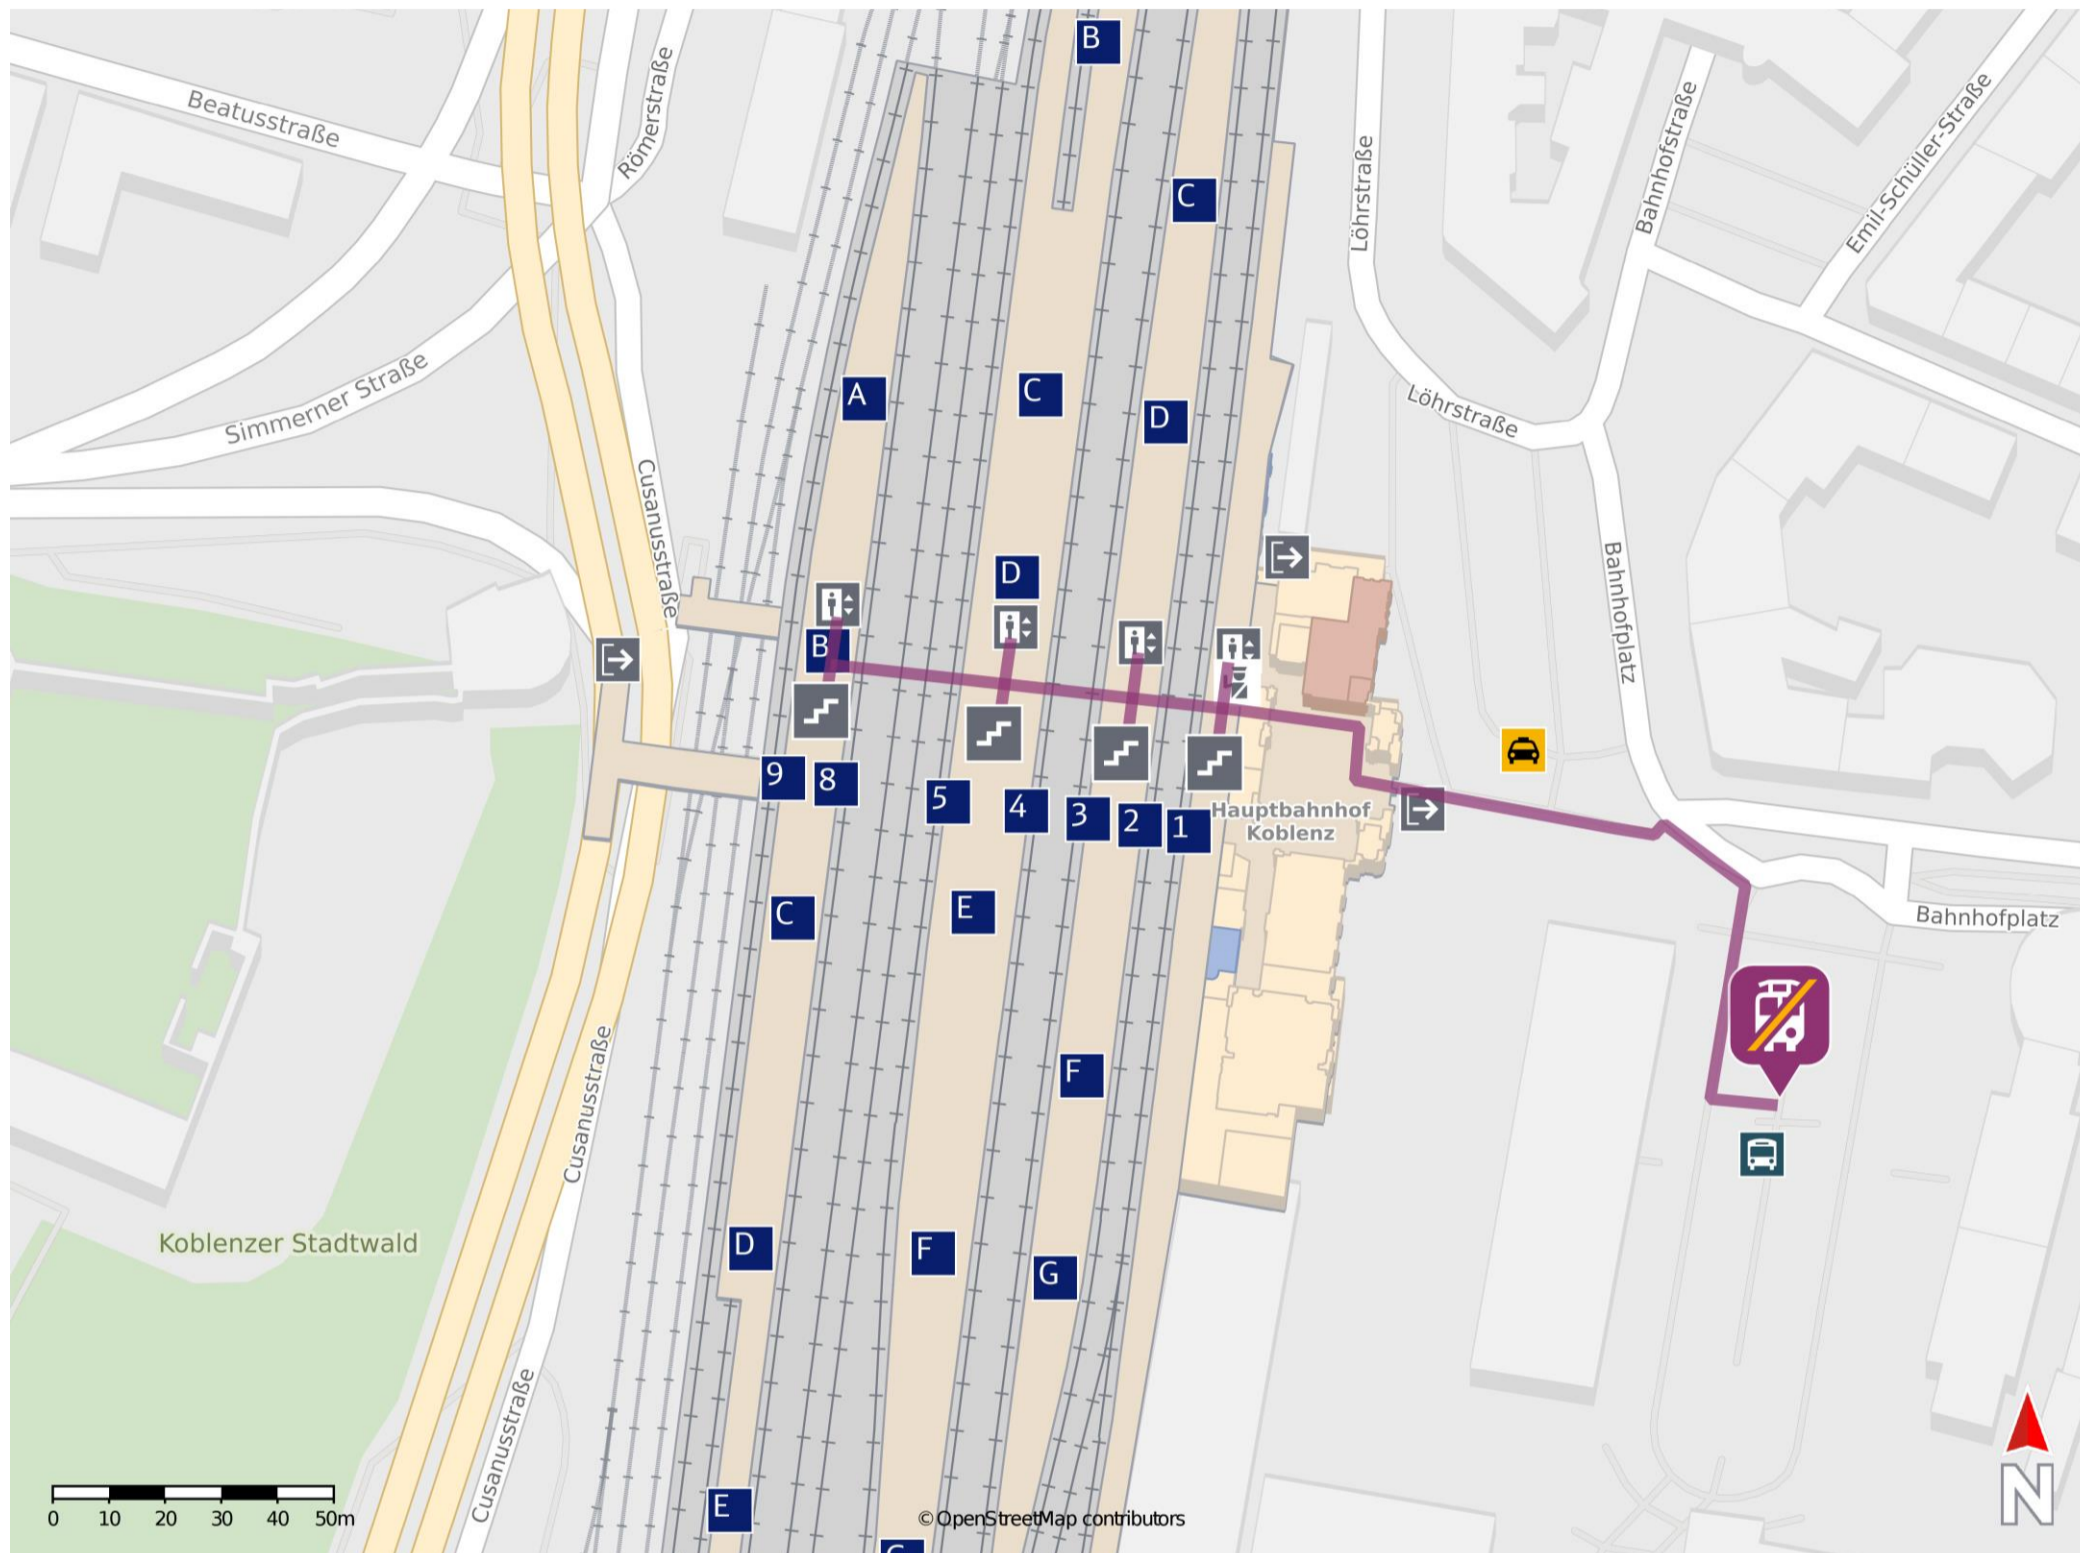 B
Beatusstraße
Römerstraße
Löhrstraße
Bahnhofstraße
Emil-Schüller-Straße
C
Simmerner Straße
A
C
D
Löhrstraße
Cusanusstraße
D
Bahnhofplatz
B
9
8
5
4
3
2
1
Hauptbahnhof
Koblenz
C
E
Bahnhofplatz
F
Cusanusstraße
Koblenzer Stadtwald
D
F
G
Cusanusstraße
E
0 10 20 30 40 50m
© OpenStreetMap contributors
N